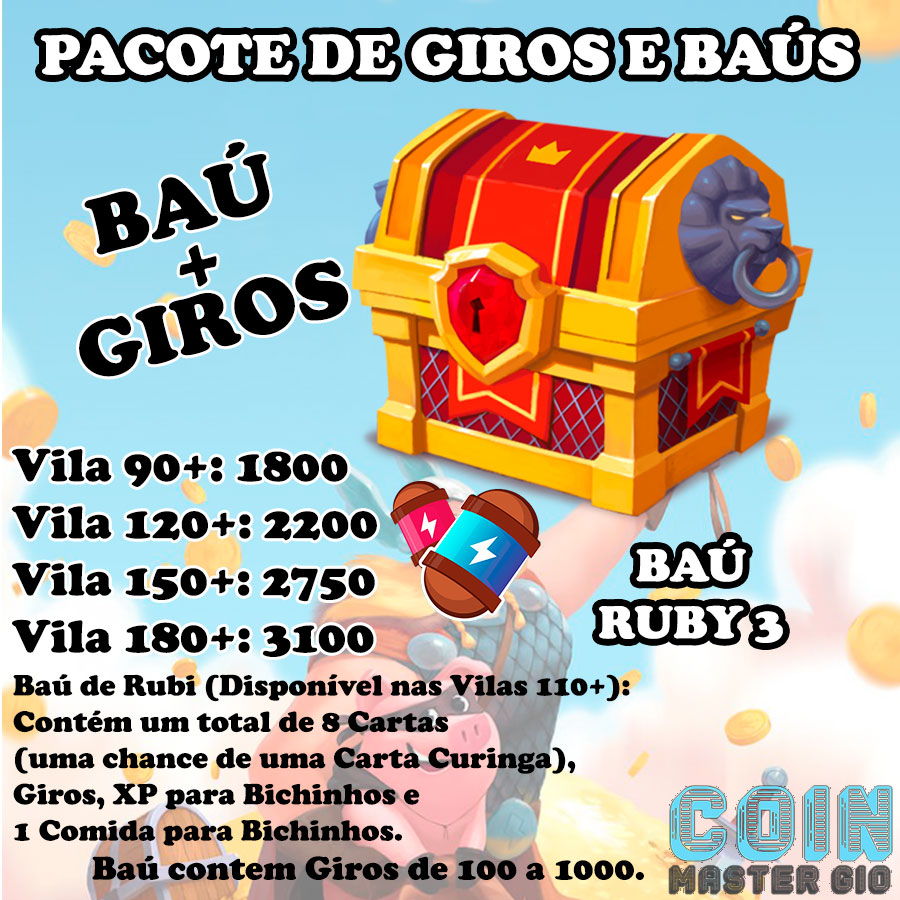 PACOTE DE GIROS E BAÚS
BAÚ
+
GIROS
Vila 90+: 1800
Vila 120+: 2200
Vila 150+: 2750
Vila 180+: 3100
BAÚ
RUBY 3
Baú de Rubi (Disponível nas Vilas 110+):
Contém um total de 8 Cartas
(uma chance de uma Carta Curinga),
Giros, XP para Bichinhos e
1 Comida para Bichinhos.
Baú contem Giros de 100 a 1000.
COIN
MASTER GIO